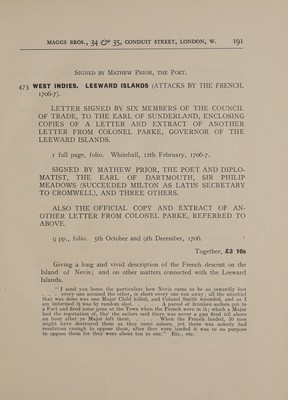 MAGGS BROS., 34 & 35, CONDUIT STREET, LONDON, W. 191
SIGNED BY MATHEW PRIOR, THE POET.
475 WEST INDIES. LEEWARD ISLANDS (ATTACKS BY THE FRENCH,
1706-7).
LETTER SIGNED BY SIX MEMBERS OF THE COUNCIL
OF TRADE, TO THE EARL OF SUNDERLAND, ENCLOSING
COPIES OF A LETTER AND EXTRACT OF ANOTHER
LETTER FROM COLONEL PARKE, GOVERNOR OF THE
LEEWARD ISLANDS.
1 full page, folio. Whitehall, 12th February, 1706-7.
SIGNED BY MATHEW PRIOR, THE POET AND DIPLO-
MATIST, THE EARL OF DARTMOUTH, SIR PHILIP
MEADOWS (SUCCEEDED MILTON AS LATIN SECRETARY
TO CROMWELL), AND THREE OTHERS.
ALSO THE OFFICIAL COPY AND EXTRACT OF AN-
OTHER LETTER FROM COLONEL PARKE, REFERRED TO
ABOVE.
9 pp., folio. 5th October and 9th December, 1706.
Together, £3 10s
Giving a long and vivid description of the French descent on the
Island of Nevis; and on other matters connected with the Leeward
Islands.
"I send you home the particulars how Nevis came to be so cowardly lost
. . . every one accused the other, in short every one run away; all the mischief
that was done was one Major Child killed, and Colonel Smith wounded, and as I
am informed it was by random shot. . . . A parcel of drunken sailors got to
a Fort and fired some guns at the Town when the French were in it; which a Major
had the reputation of, tho' the sailors said there was never a gun fired till above
an hour after ye Major left them. . . . When the French landed, 50 men
might have destroyed them as they came ashore, yet there was nobody had
resolution enough to oppose them, after they were landed it was to no purpose
to oppose them for they were about ten to one." Etc., etc.